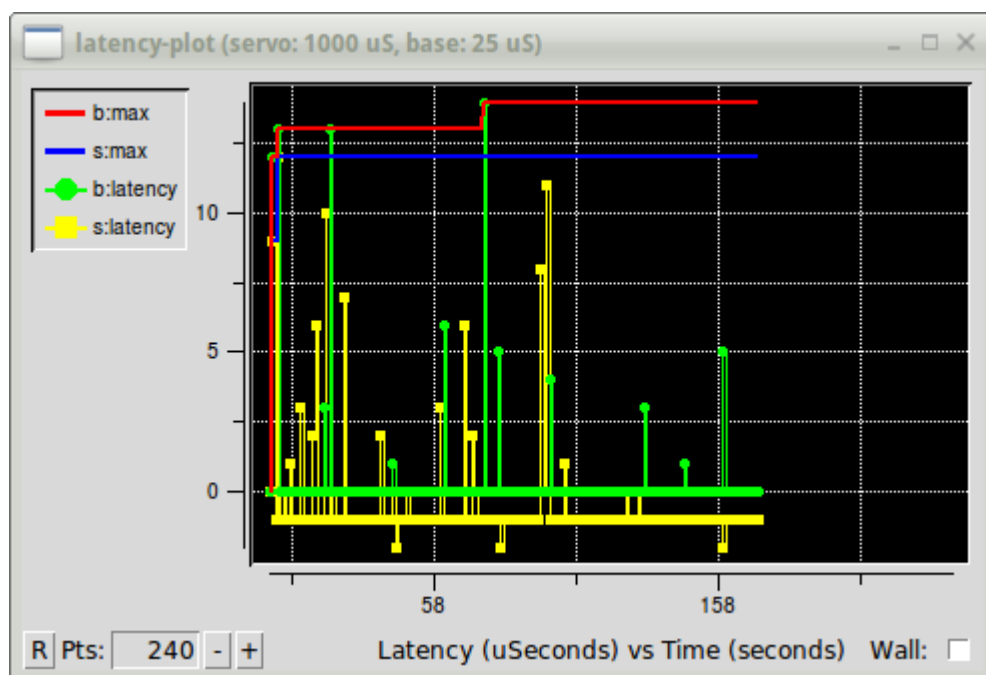 latency-plot (servo: 1000 uS, base: 25 uS)
b:max
s:max
b:latency
s:latency
10
5
0
58 158
R Pts: 240 - + Latency (uSeconds) vs Time (seconds) Wall: